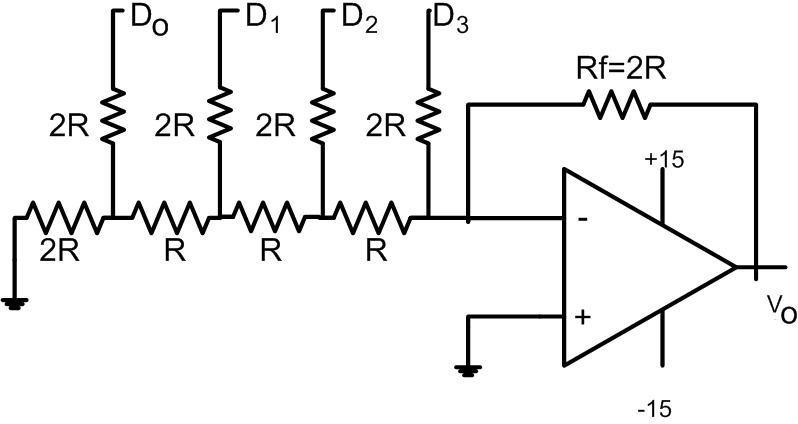 D0 D1 D2 D3
Rf=2R
2R 2R 2R 2R
+15
-
2R R R R
+
Vo
-15